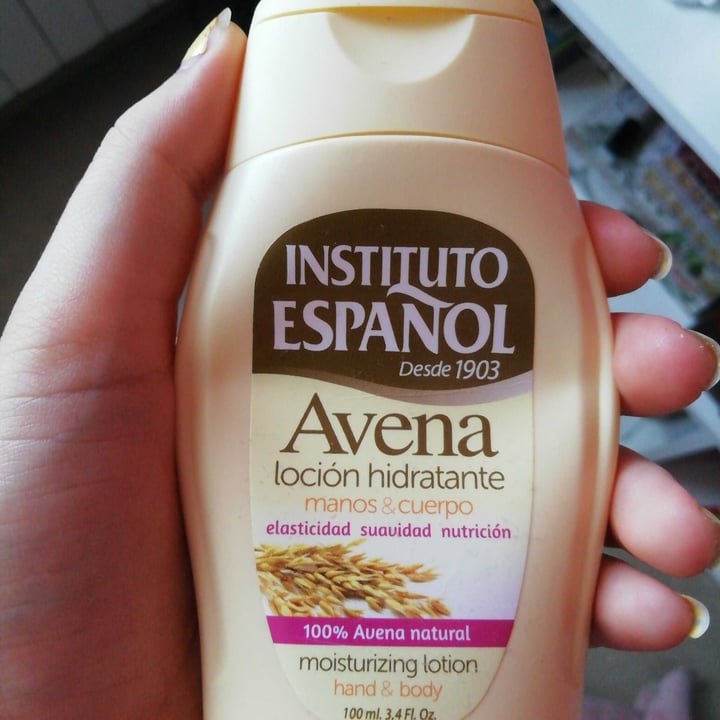 INSTITUTO
ESPAÑOL
Desde 1903
Avena
loción hidratante
manos & cuerpo
elasticidad suavidad nutrición
100% Avena natural
moisturizing lotion
hand & body
100 ml. 3.4 Fl. Oz.